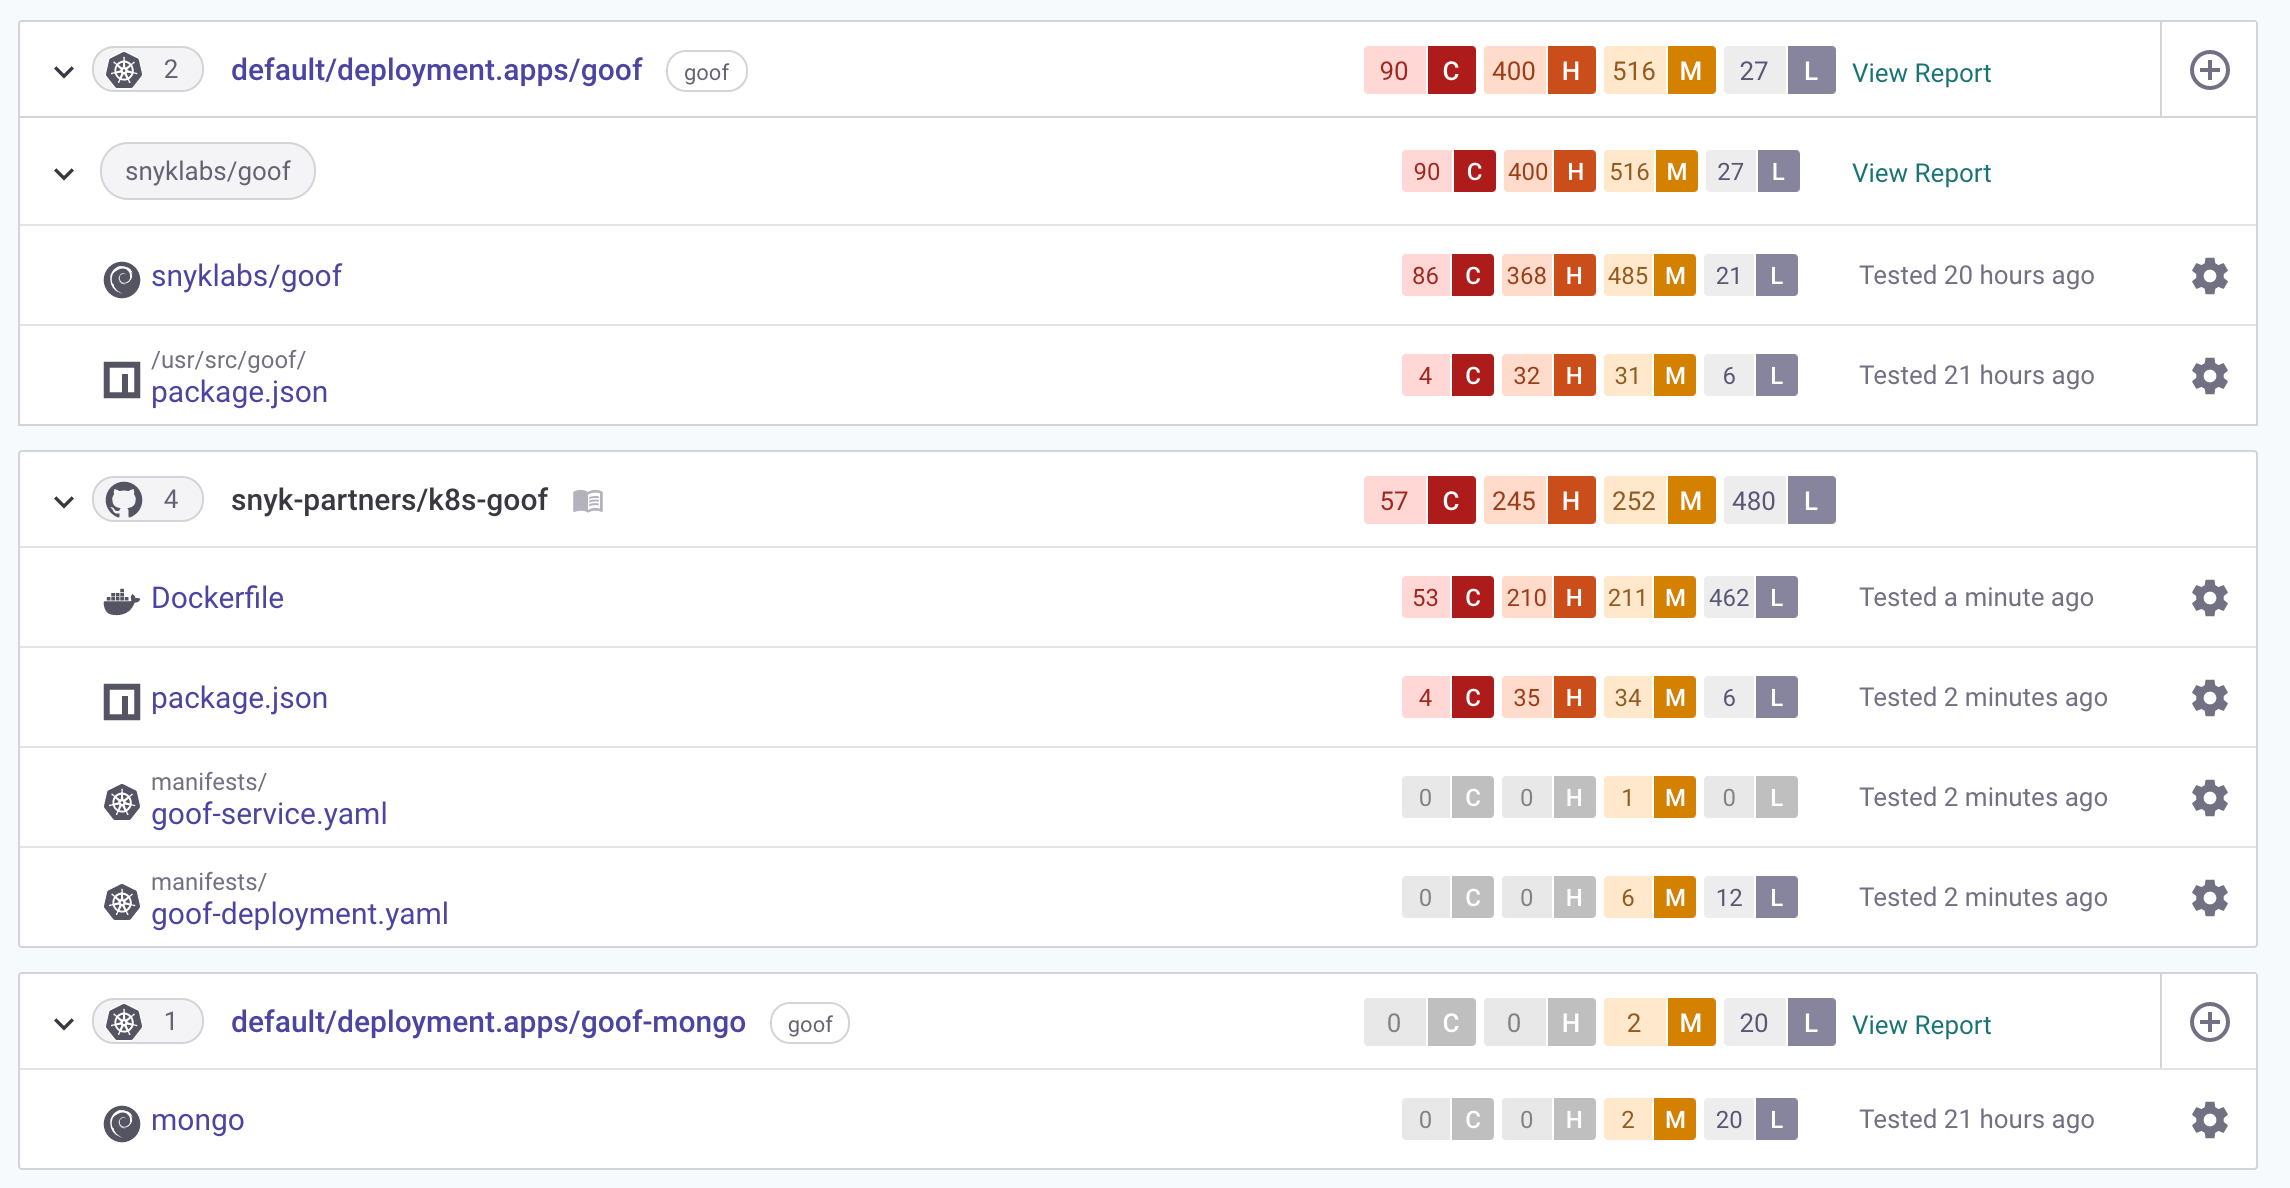 2 default/deployment.apps/goof goof 90 C 400 H 516 M 27 L View Report
snyklabs/goof 90 C 400 H 516 M 27 L View Report
snyklabs/goof 86 C 368 H 485 M 21 L Tested 20 hours ago
/usr/src/goof/
package.json 4 C 32 H 31 M 6 L Tested 21 hours ago
4 snyk-partners/k8s-goof 57 C 245 H 252 M 480 L
Dockerfile 53 C 210 H 211 M 462 L Tested a minute ago
package.json 4 C 35 H 34 M 6 L Tested 2 minutes ago
manifests/
goof-service.yaml 0 C 0 H 1 M 0 L Tested 2 minutes ago
manifests/
goof-deployment.yaml 0 C 0 H 6 M 12 L Tested 2 minutes ago
1 default/deployment.apps/goof-mongo goof 0 C 0 H 2 M 20 L View Report
mongo 0 C 0 H 2 M 20 L Tested 21 hours ago